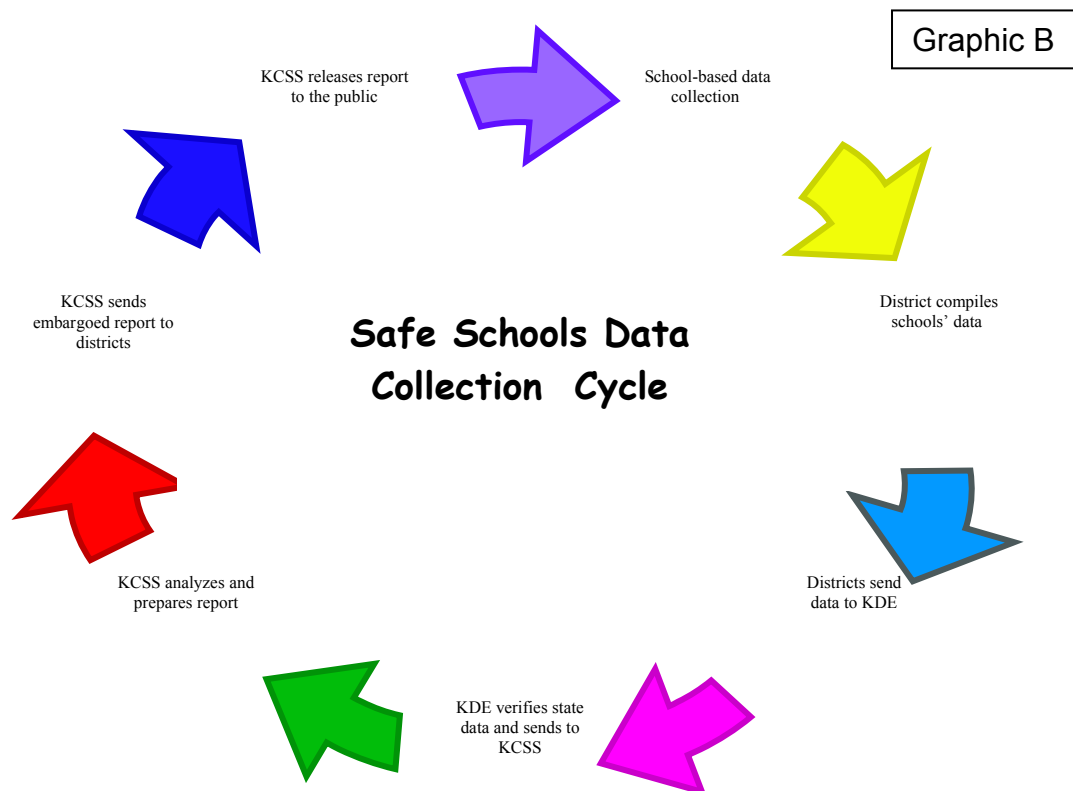 Graphic B
KCSS releases report
to the public
School-based data
collection
District compiles
schools’ data
Districts send
data to KDE
KDE verifies state
data and sends to
KCSS
KCSS analyzes and
prepares report
KCSS sends
embargoed report to
districts
Safe Schools Data
Collection Cycle